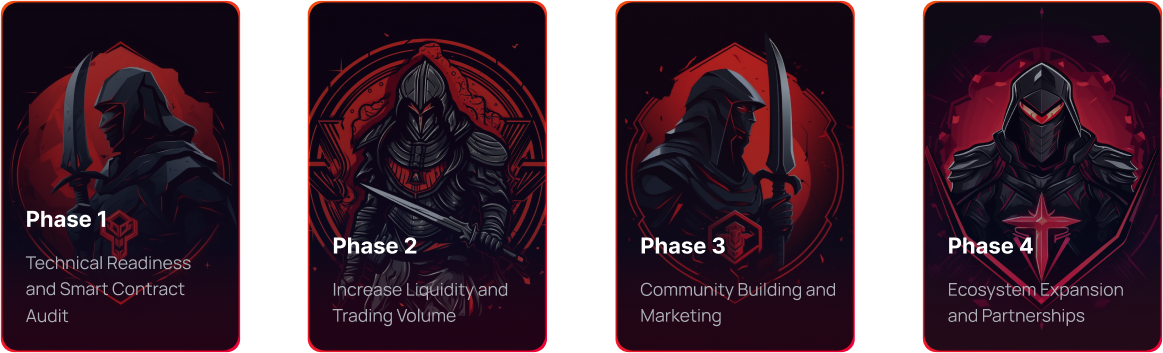 Phase 1
Technical Readiness
and Smart Contract
Audit
Phase 2
Increase Liquidity and
Trading Volume
Phase 3
Community Building and
Marketing
Phase 4
Ecosystem Expansion
and Partnerships